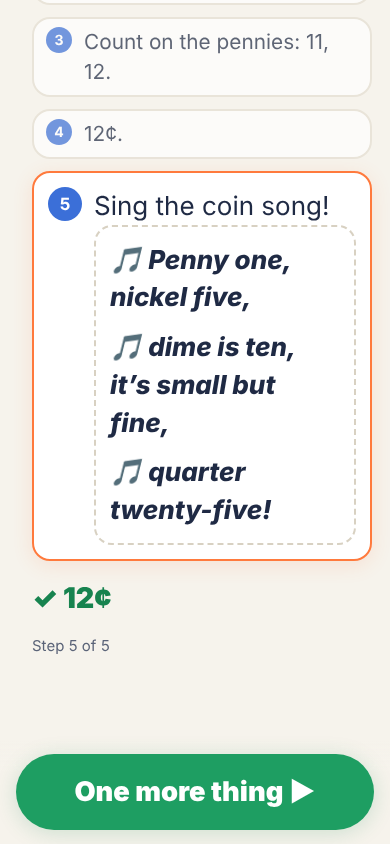 3 Count on the pennies: 11,
12.
4 12¢.
5 Sing the coin song!
🎵 Penny one,
nickel five,
🎵 dime is ten,
it’s small but
fine,
🎵 quarter
twenty-five!
✓ 12¢
Step 5 of 5
One more thing ▶